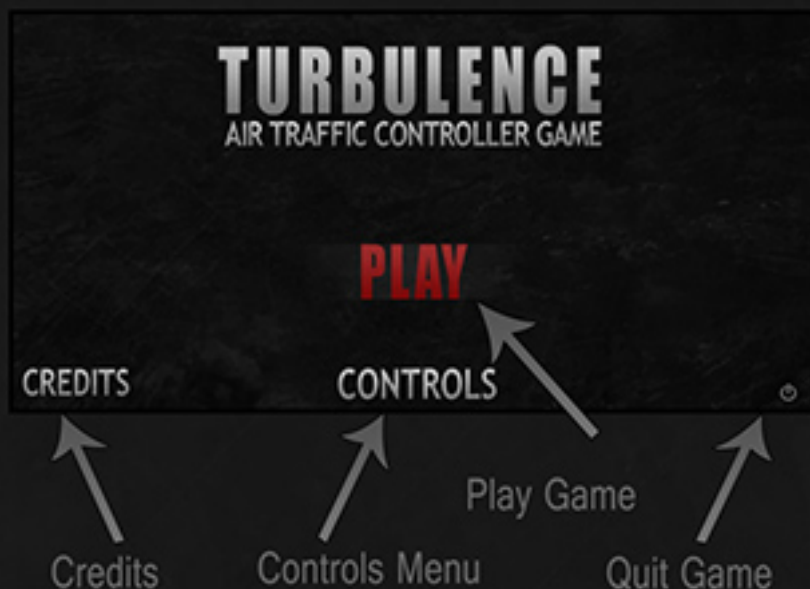 TURBULENCE
AIR TRAFFIC CONTROLLER GAME
PLAY
CREDITS
CONTROLS
Play Game
Credits
Controls Menu
Quit Game